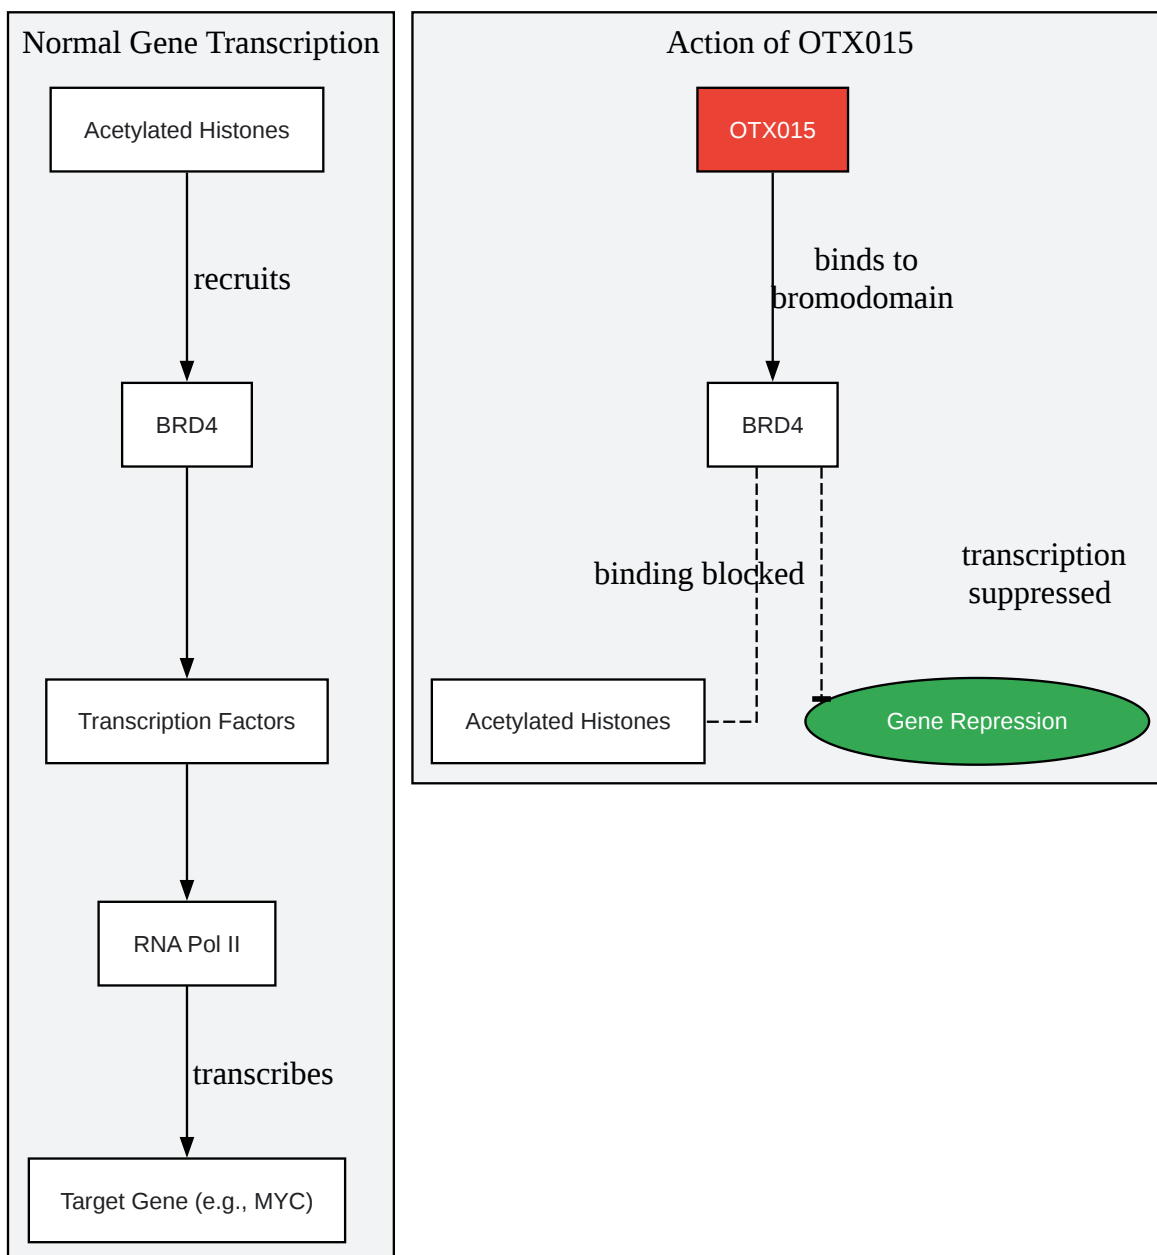 Normal Gene Transcription
Acetylated Histones
recruits
BRD4
Transcription Factors
RNA Pol II
transcribes
Target Gene (e.g., MYC)
Action of OTX015
OTX015
binds to
bromodomain
BRD4
binding blocked
transcription
suppressed
Acetylated Histones
Gene Repression